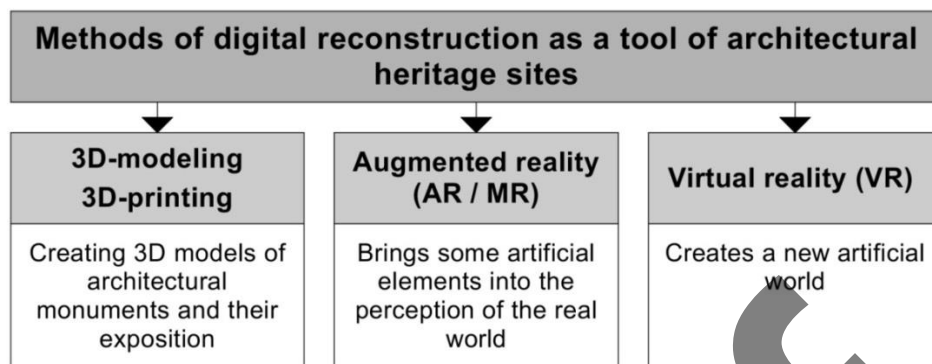 Methods of digital reconstruction as a tool of architectural
heritage sites
3D-modeling
3D-printing
Creating 3D models of
architectural
monuments and their
exposition
Augmented reality
(AR / MR)
Brings some artificial
elements into the
perception of the real
world
Virtual reality (VR)
Creates a new artificial
world